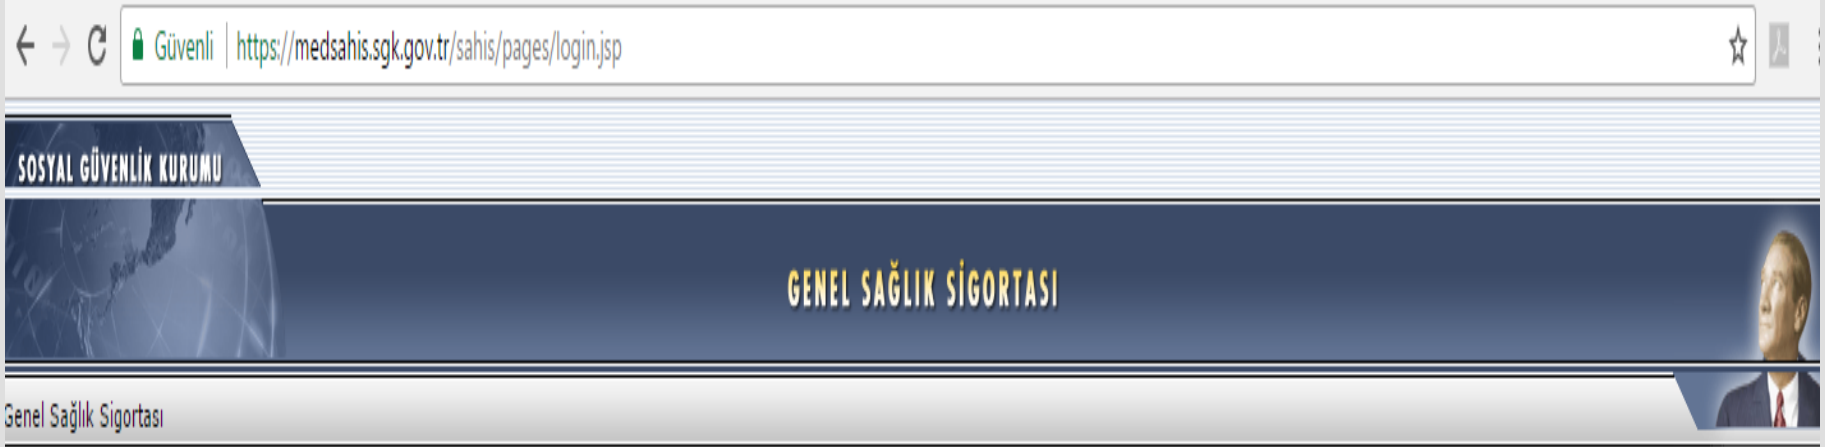 Güvenli https://medsahis.sgk.gov.tr/sahis/pages/login.jsp
SOSYAL GÜVENLİK KURUMU
GENEL SAĞLIK SİGORTASI
Genel Sağlık Sigortası